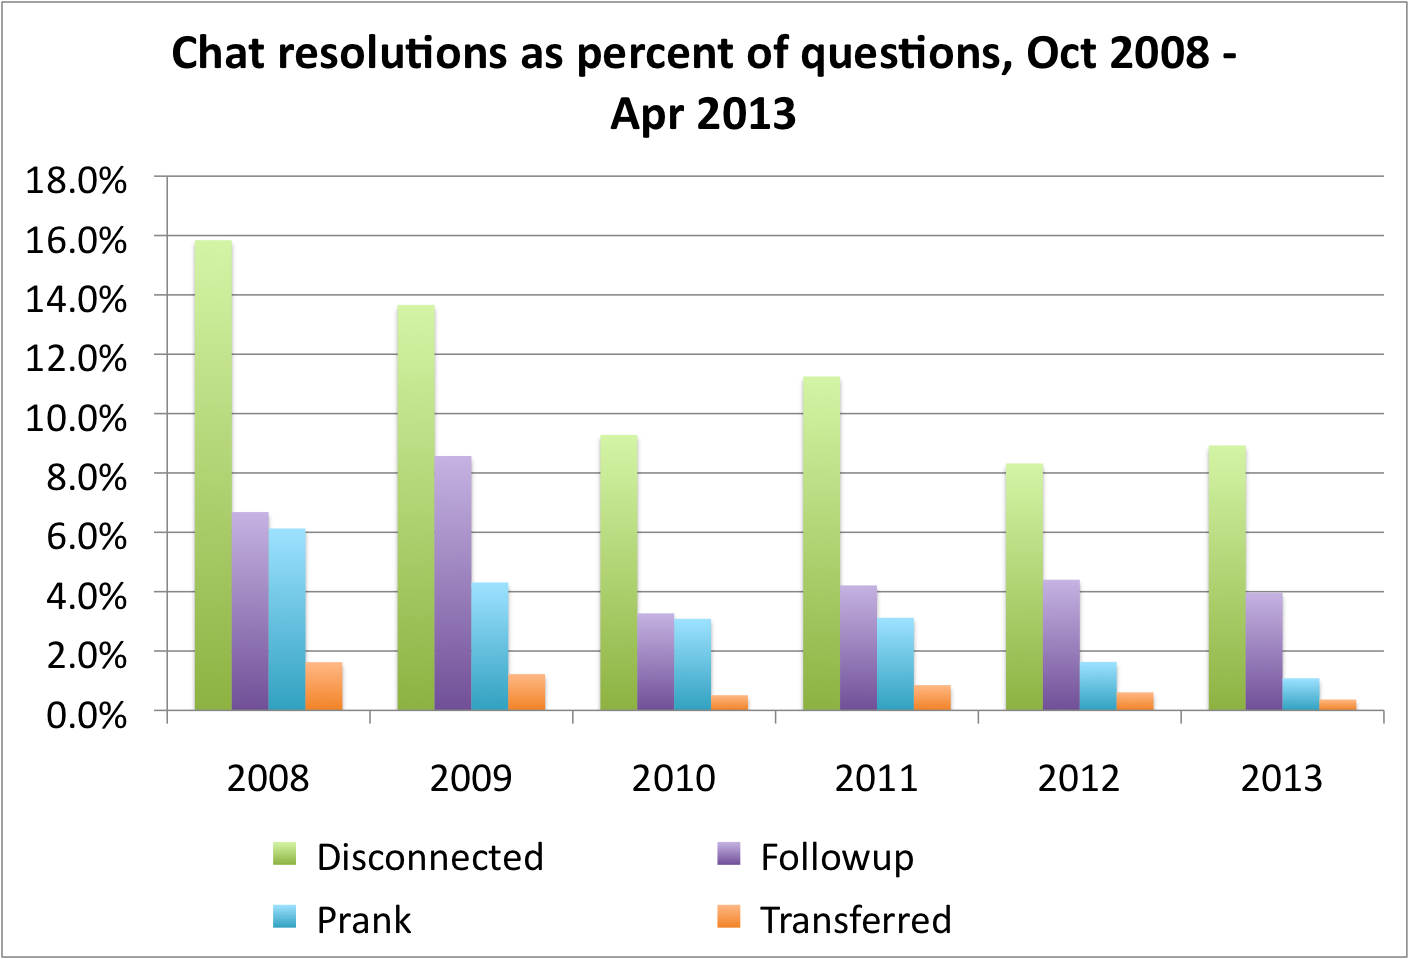 Chat resolutions as percent of questions, Oct 2008 -
Apr 2013
18.0%
16.0%
14.0%
12.0%
10.0%
8.0%
6.0%
4.0%
2.0%
0.0%
2008 2009 2010 2011 2012 2013
Disconnected Followup
Prank Transferred